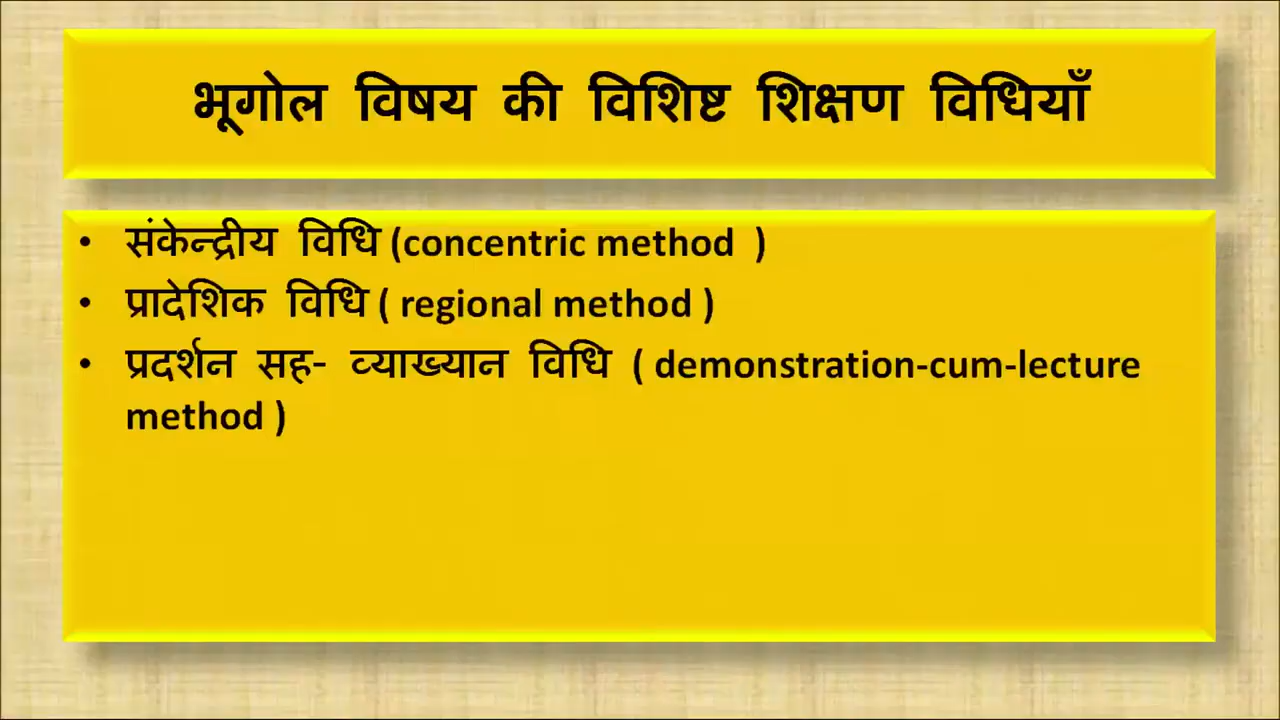 भूगोल विषय की विशिष्ट शिक्षण विधियाँ
• संकेन्द्रीय विधि (concentric method )
• प्रादेशिक विधि ( regional method )
• प्रदर्शन सह- व्याख्यान विधि ( demonstration-cum-lecture
method )